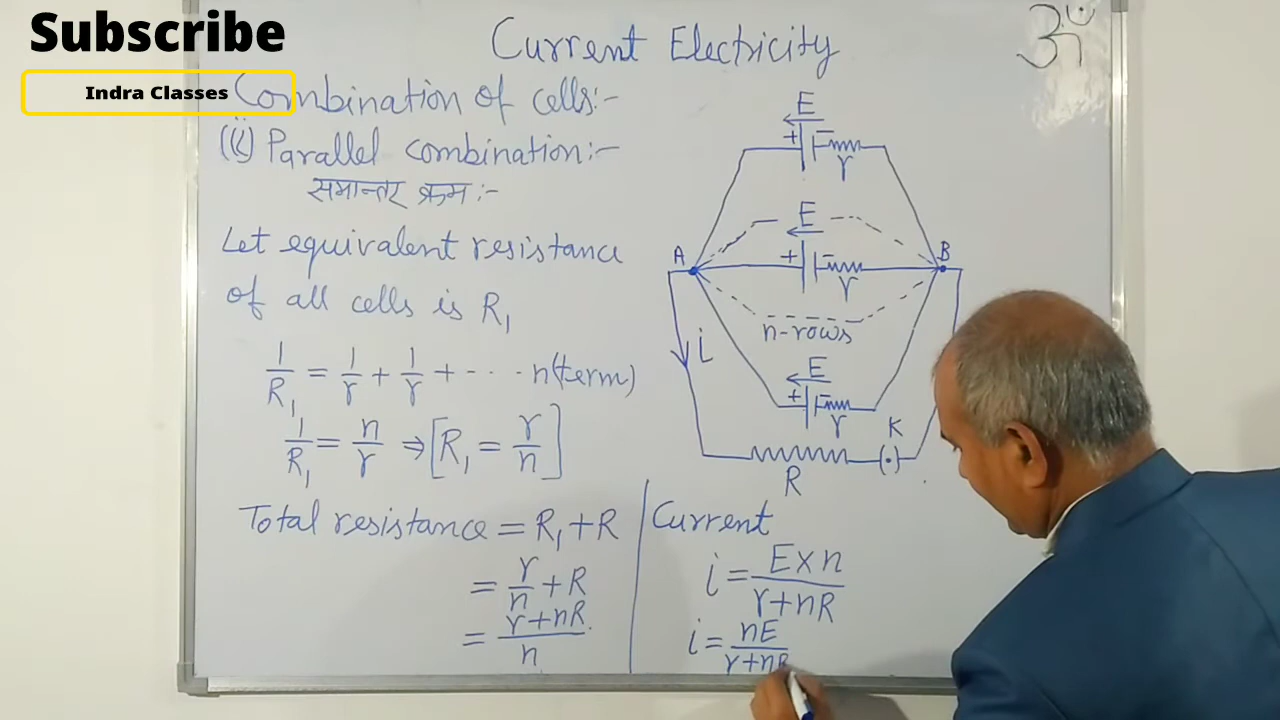 Subscribe
Indra Classes
Current Electricity
ॐ
Combination of cells:-
(ii) Parallel combination:-
समान्तर क्रम:-
Let equivalent resistance
of all cells is R₁
1/R₁ = 1/r + 1/r + ... n(term)
1/R₁ = n/r ⇒ [R₁ = r/n]
Total resistance = R₁ + R
= r/n + R
= (r+nR)/n
Current
i = (E x n)/(r+nR)
i = nE/(r+nR)
E
+ -
r
E
A + - B
r
n-rows
i
E
+ -
r
K
R